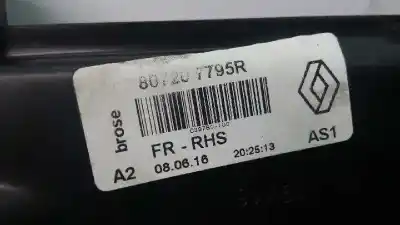 807207795R
brose
FR - RHS
A2
08.06.16
20:25:13
AS1